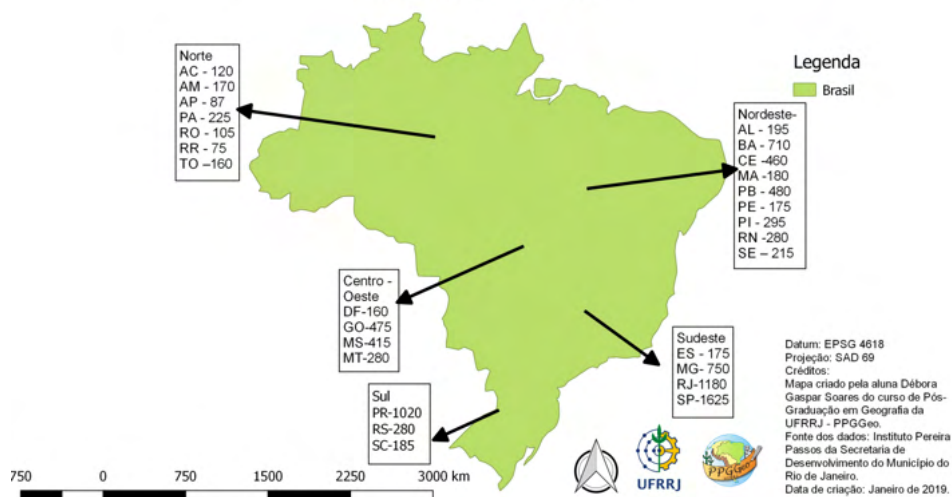 Norte
AC - 120
AM - 170
AP - 87
PA - 225
RO - 105
RR - 75
TO –160
Legenda
Brasil
Nordeste-
AL - 195
BA - 710
CE -460
MA -180
PB - 480
PE - 175
PI - 295
RN -280
SE – 215
Centro -
Oeste
DF-160
GO-475
MS-415
MT-280
Sudeste
ES - 175
MG- 750
RJ-1180
SP-1625
Sul
PR-1020
RS-280
SC-185
Datum: EPSG 4618
Projeção: SAD 69
Créditos:
Mapa criado pela aluna Débora
Gaspar Soares do curso de Pós-
Graduação em Geografia da
UFRRJ - PPGGeo.
Fonte dos dados: Instituto Pereira
Passos da Secretaria de
Desenvolvimento do Município do
Rio de Janeiro.
Data de criação: Janeiro de 2019.
UFRRJ
PPGGeo
750 0 750 1500 2250 3000 km